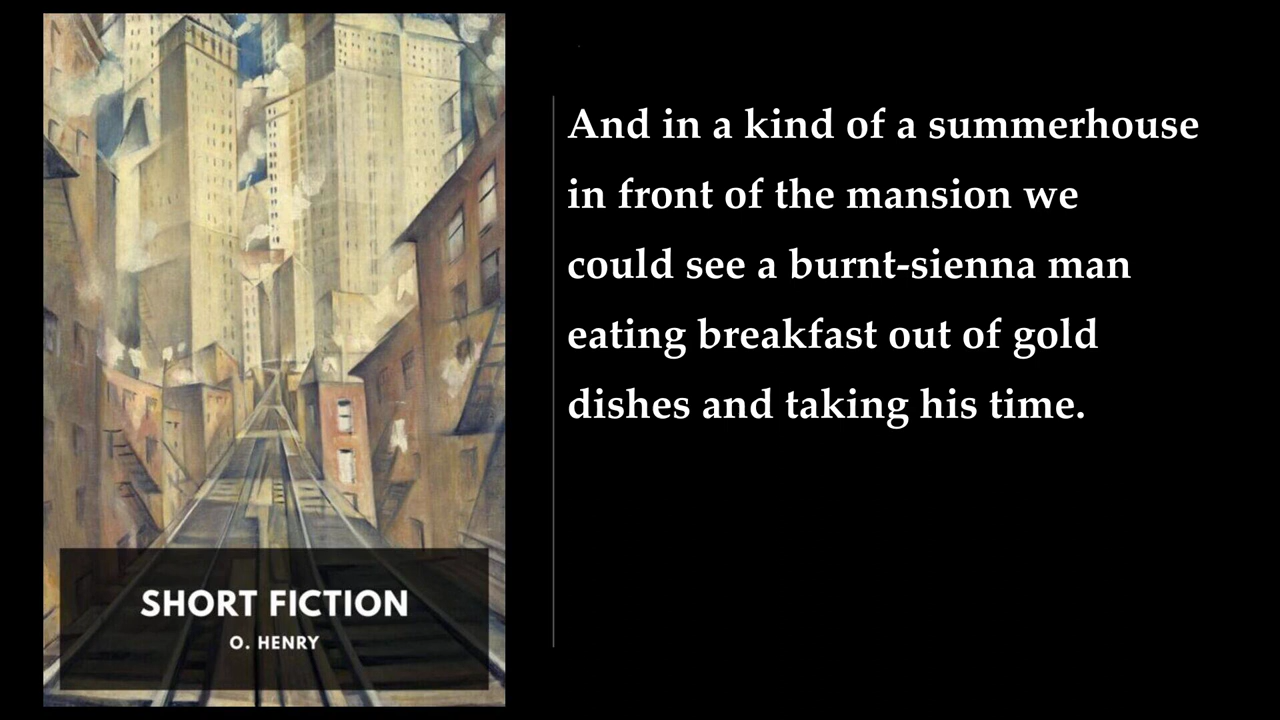 And in a kind of a summerhouse
in front of the mansion we
could see a burnt-sienna man
eating breakfast out of gold
dishes and taking his time.
SHORT FICTION
O. HENRY